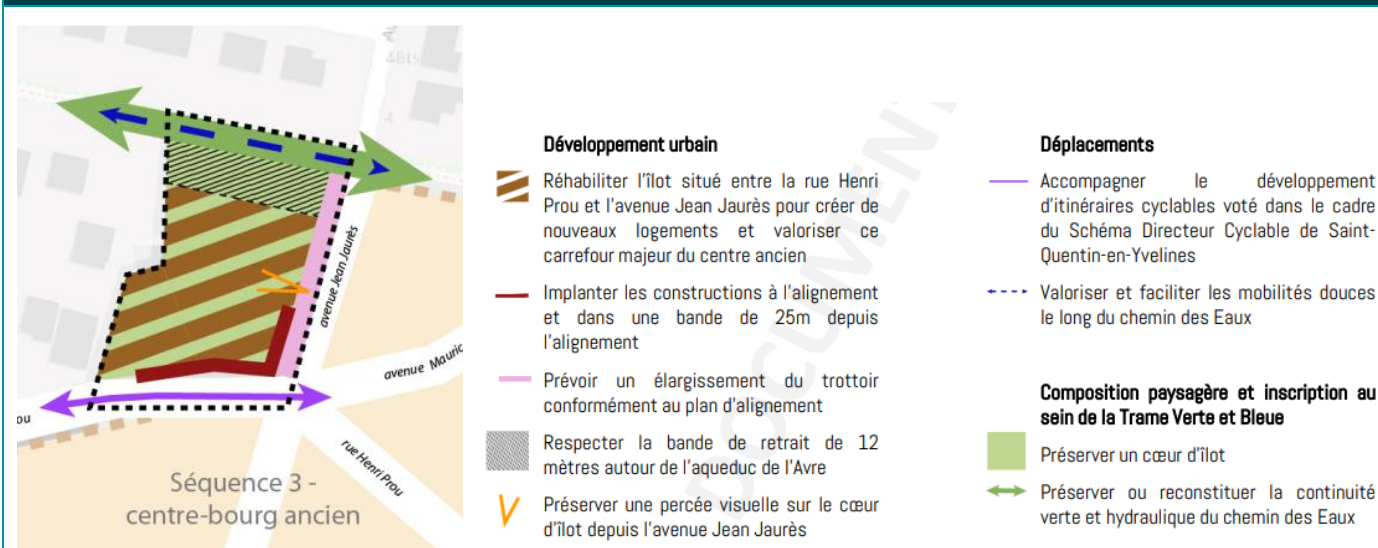 4BIS
4
avenue Jean Jaurès
avenue Mauric
ou
rue Henri Prou
Séquence 3 -
centre-bourg ancien
Développement urbain
Réhabiliter l'îlot situé entre la rue Henri
Prou et l'avenue Jean Jaurès pour créer de
nouveaux logements et valoriser ce
carrefour majeur du centre ancien
Implanter les constructions à l'alignement
et dans une bande de 25m depuis
l'alignement
Prévoir un élargissement du trottoir
conformément au plan d'alignement
Respecter la bande de retrait de 12
mètres autour de l'aqueduc de l'Avre
Préserver une percée visuelle sur le cœur
d'îlot depuis l'avenue Jean Jaurès
DOCUMENT
Déplacements
Accompagner le développement
d'itinéraires cyclables voté dans le cadre
du Schéma Directeur Cyclable de Saint-
Quentin-en-Yvelines
Valoriser et faciliter les mobilités douces
le long du chemin des Eaux
Composition paysagère et inscription au
sein de la Trame Verte et Bleue
Préserver un cœur d'îlot
Préserver ou reconstituer la continuité
verte et hydraulique du chemin des Eaux